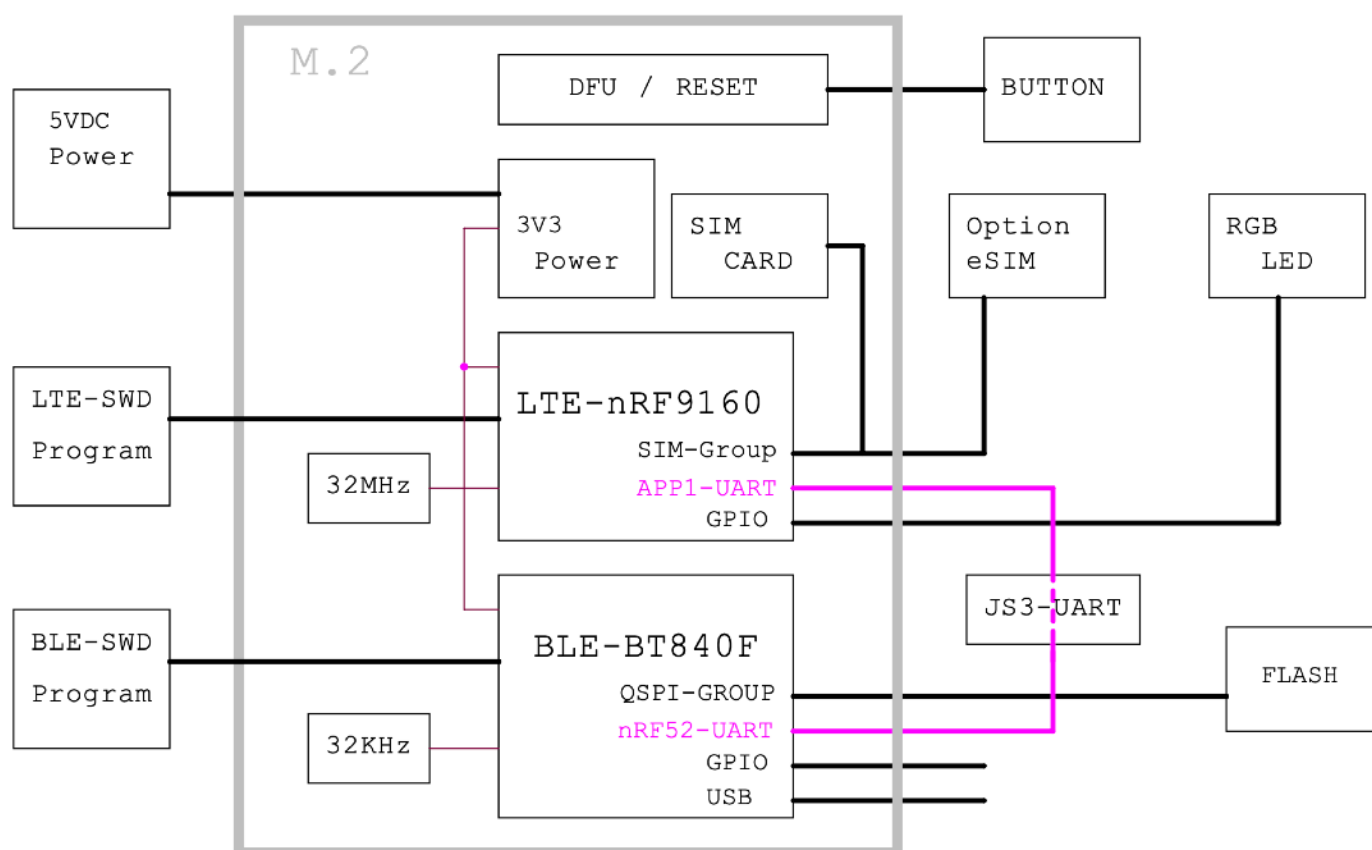 M.2
DFU / RESET
BUTTON
5VDC
Power
3V3
Power
SIM
CARD
Option
eSIM
RGB
LED
LTE-SWD
Program
LTE-nRF9160
SIM-Group
APP1-UART
GPIO
32MHz
JS3-UART
BLE-SWD
Program
BLE-BT840F
QSPI-GROUP
nRF52-UART
GPIO
USB
32KHz
FLASH